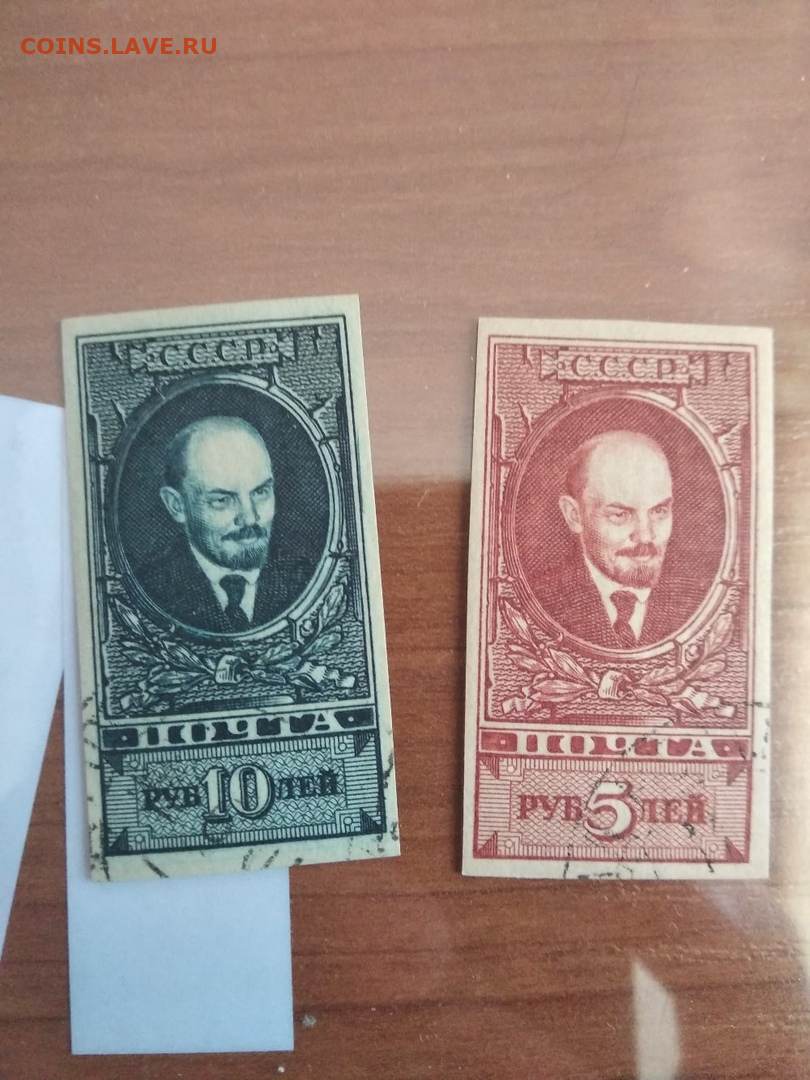 COINS.LAVE.RU
С.С.С.Р.
ПОЧТА
РУБ 10 ЛЕЙ
С.С.С.Р.
ПОЧТА
РУБ 5 ЛЕЙ